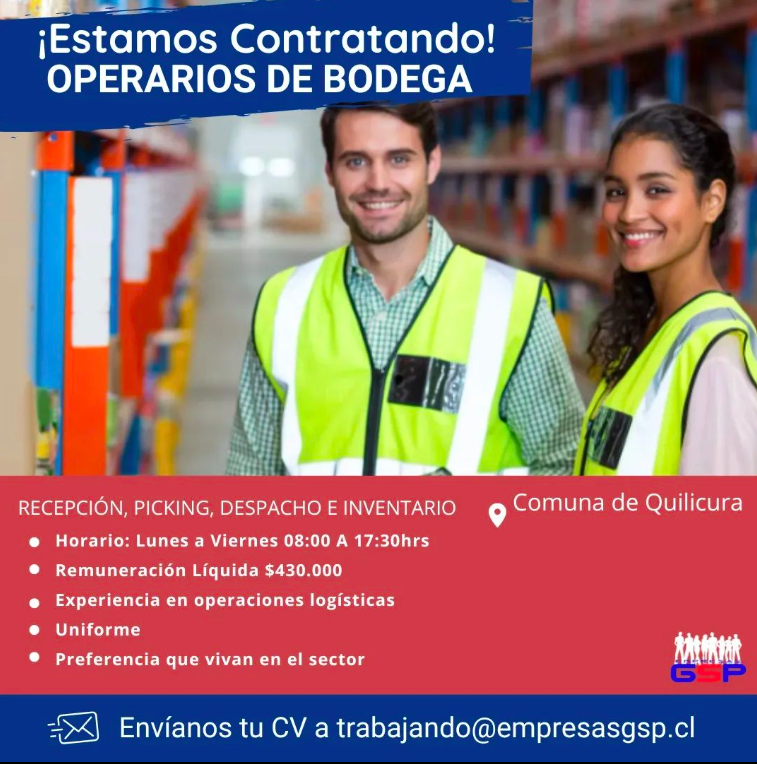 ¡Estamos Contratando!
OPERARIOS DE BODEGA
RECEPCIÓN, PICKING, DESPACHO E INVENTARIO
Comuna de Quilicura
Horario: Lunes a Viernes 08:00 A 17:30hrs
Remuneración Líquida $430.000
Experiencia en operaciones logísticas
Uniforme
Preferencia que vivan en el sector
GSP
Envíanos tu CV a trabajando@empresasgsp.cl